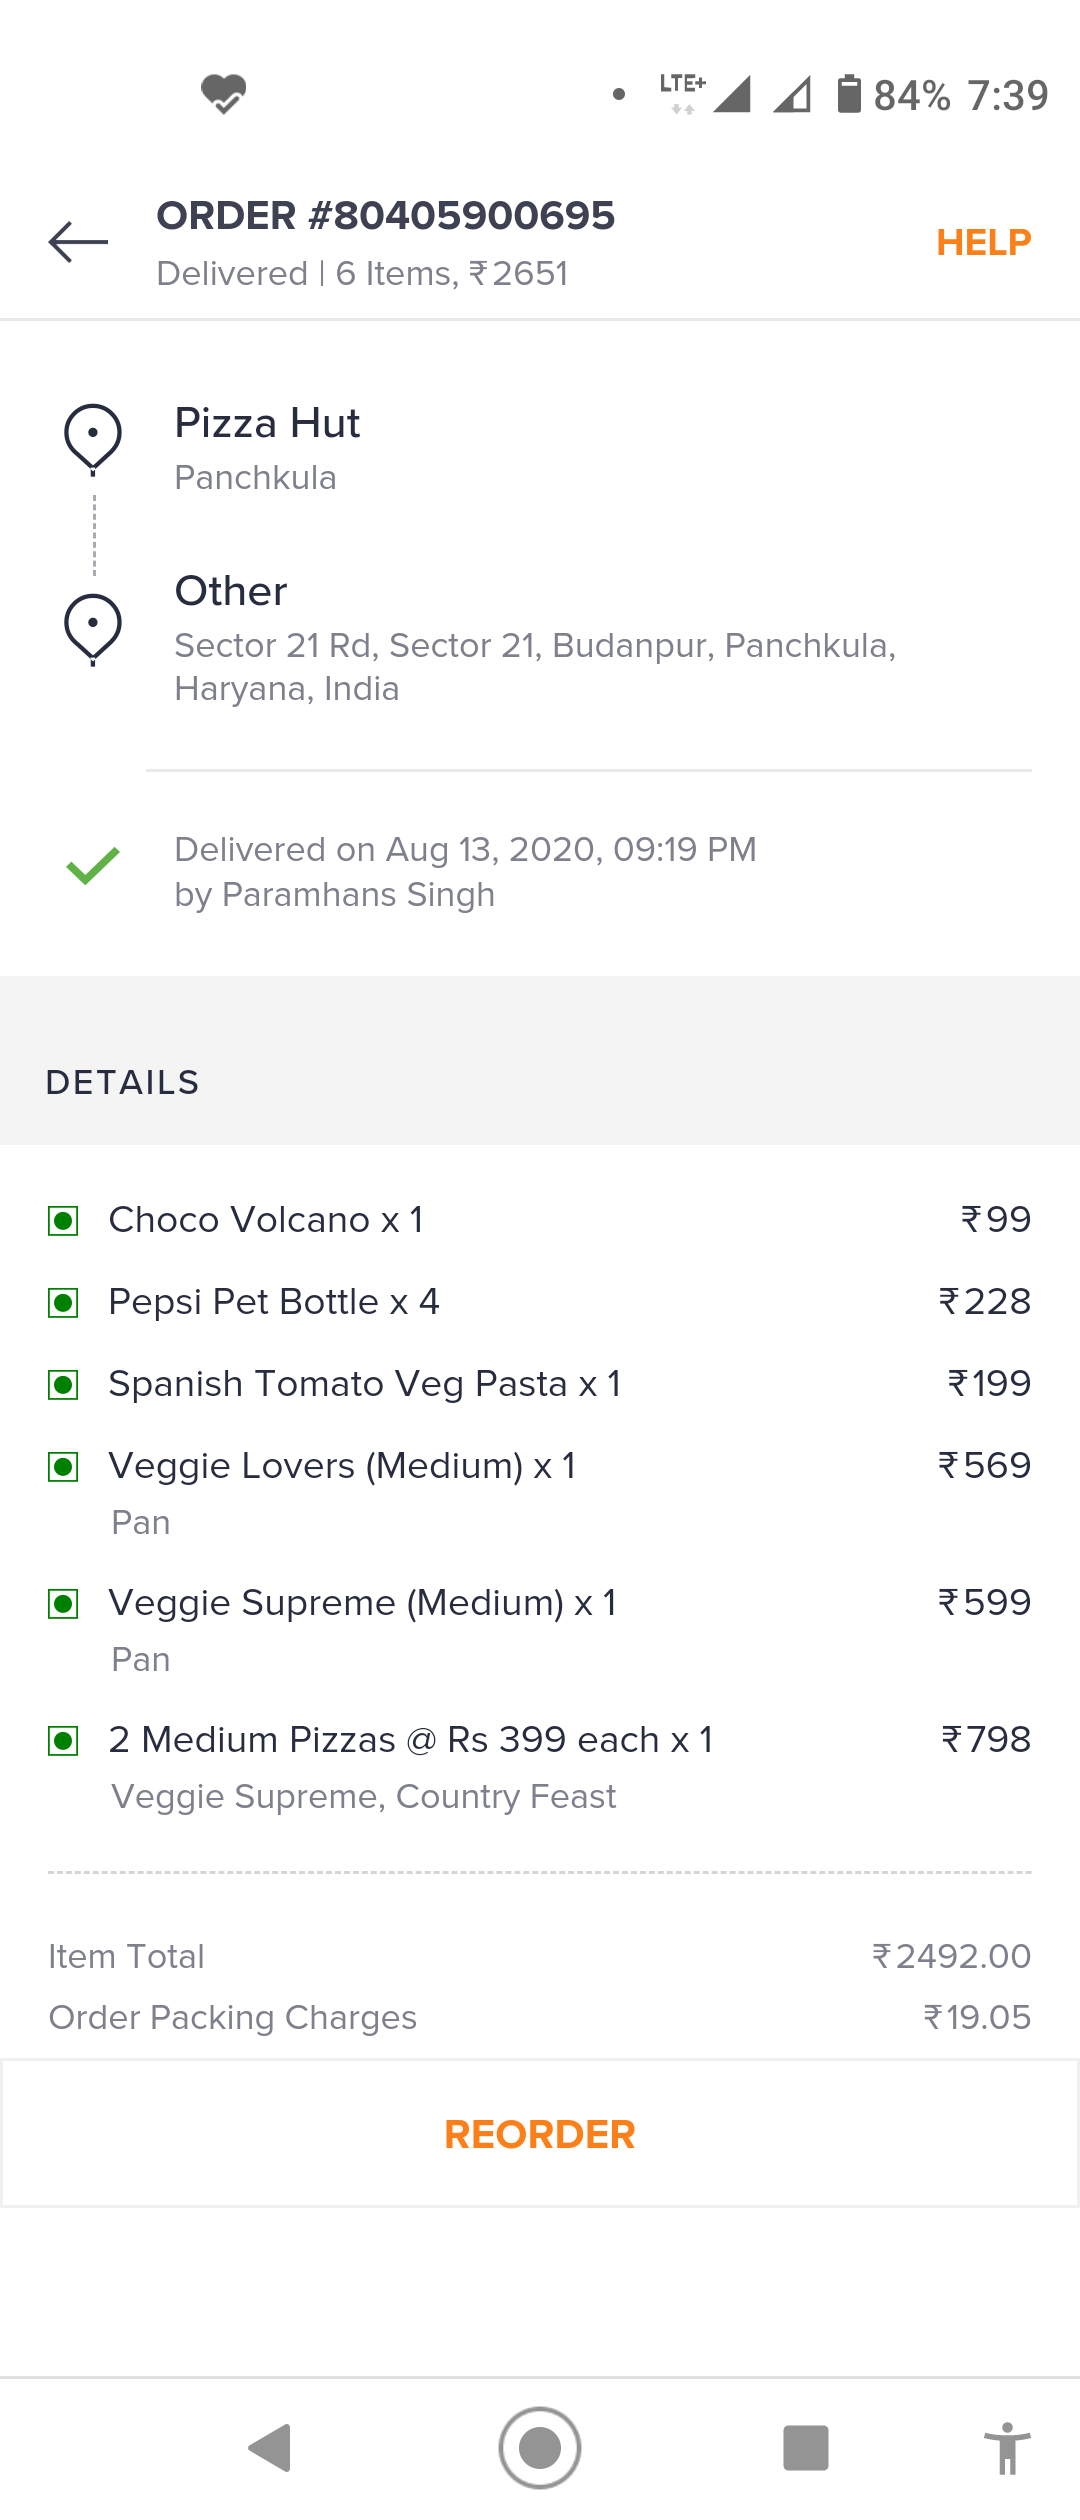 LTE+ 84% 7:39
ORDER #80405900695
HELP
Delivered | 6 Items, ₹2651
Pizza Hut
Panchkula
Other
Sector 21 Rd, Sector 21, Budanpur, Panchkula,
Haryana, India
Delivered on Aug 13, 2020, 09:19 PM
by Paramhans Singh
DETAILS
Choco Volcano x 1 ₹99
Pepsi Pet Bottle x 4 ₹228
Spanish Tomato Veg Pasta x 1 ₹199
Veggie Lovers (Medium) x 1 ₹569
Pan
Veggie Supreme (Medium) x 1 ₹599
Pan
2 Medium Pizzas @ Rs 399 each x 1 ₹798
Veggie Supreme, Country Feast
Item Total ₹2492.00
Order Packing Charges ₹19.05
REORDER